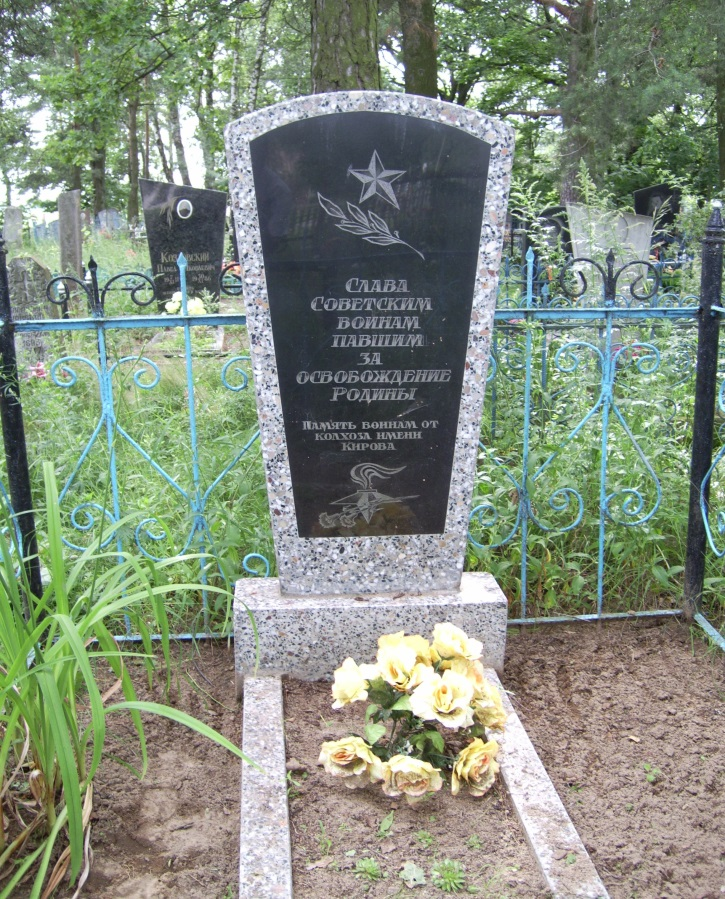 Слава
Советским
воинам
павшим
за
освобождение
Родины
Память воинам от
колхоза имени
Кирова